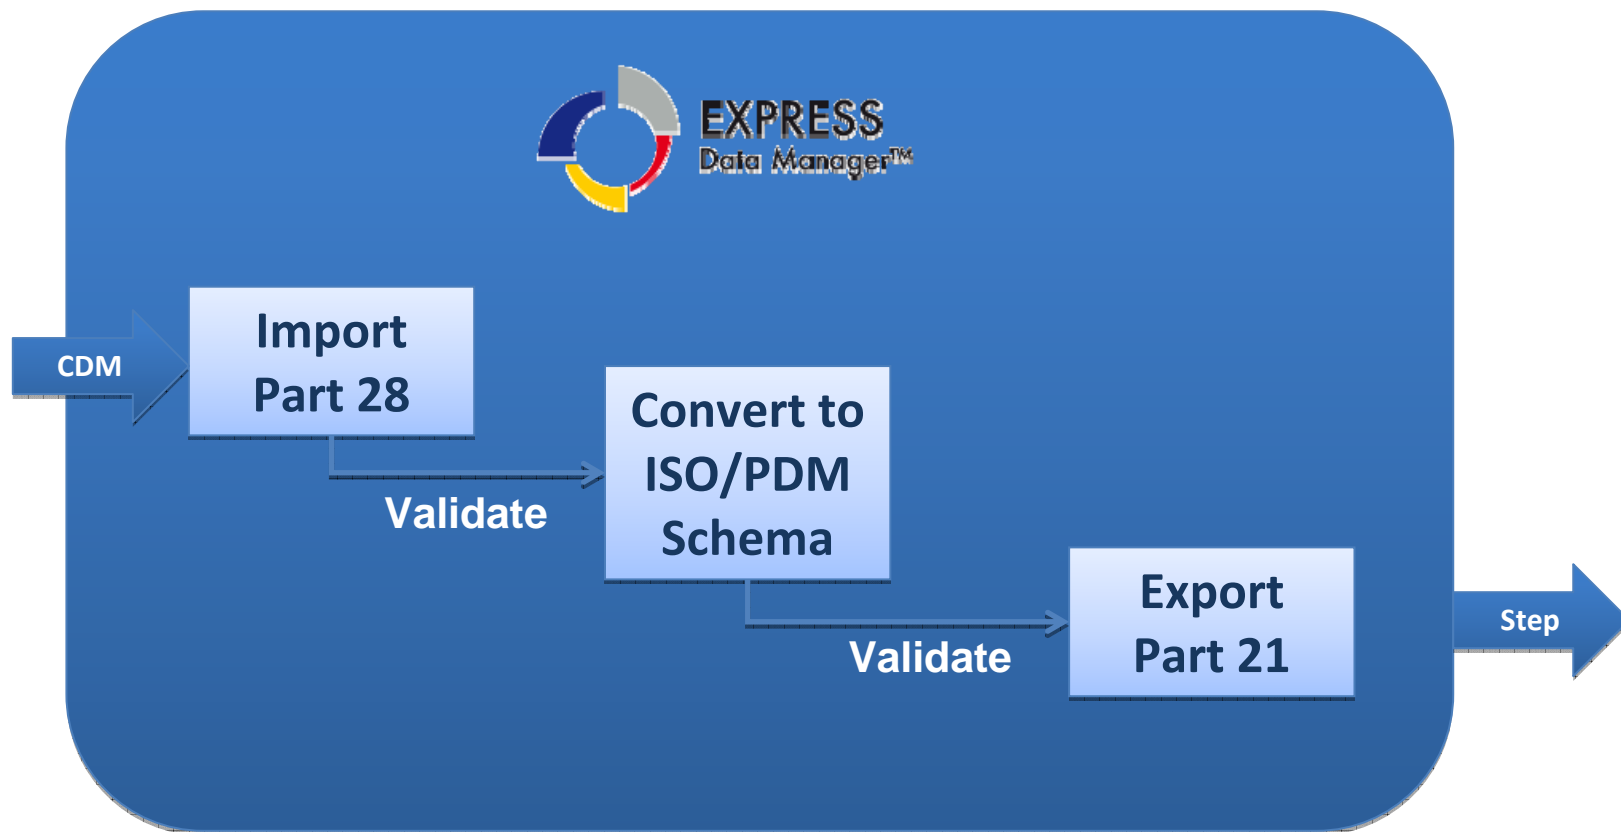 EXPRESS
Data Manager™
CDM
Import
Part 28
Validate
Convert to
ISO/PDM
Schema
Validate
Export
Part 21
Step